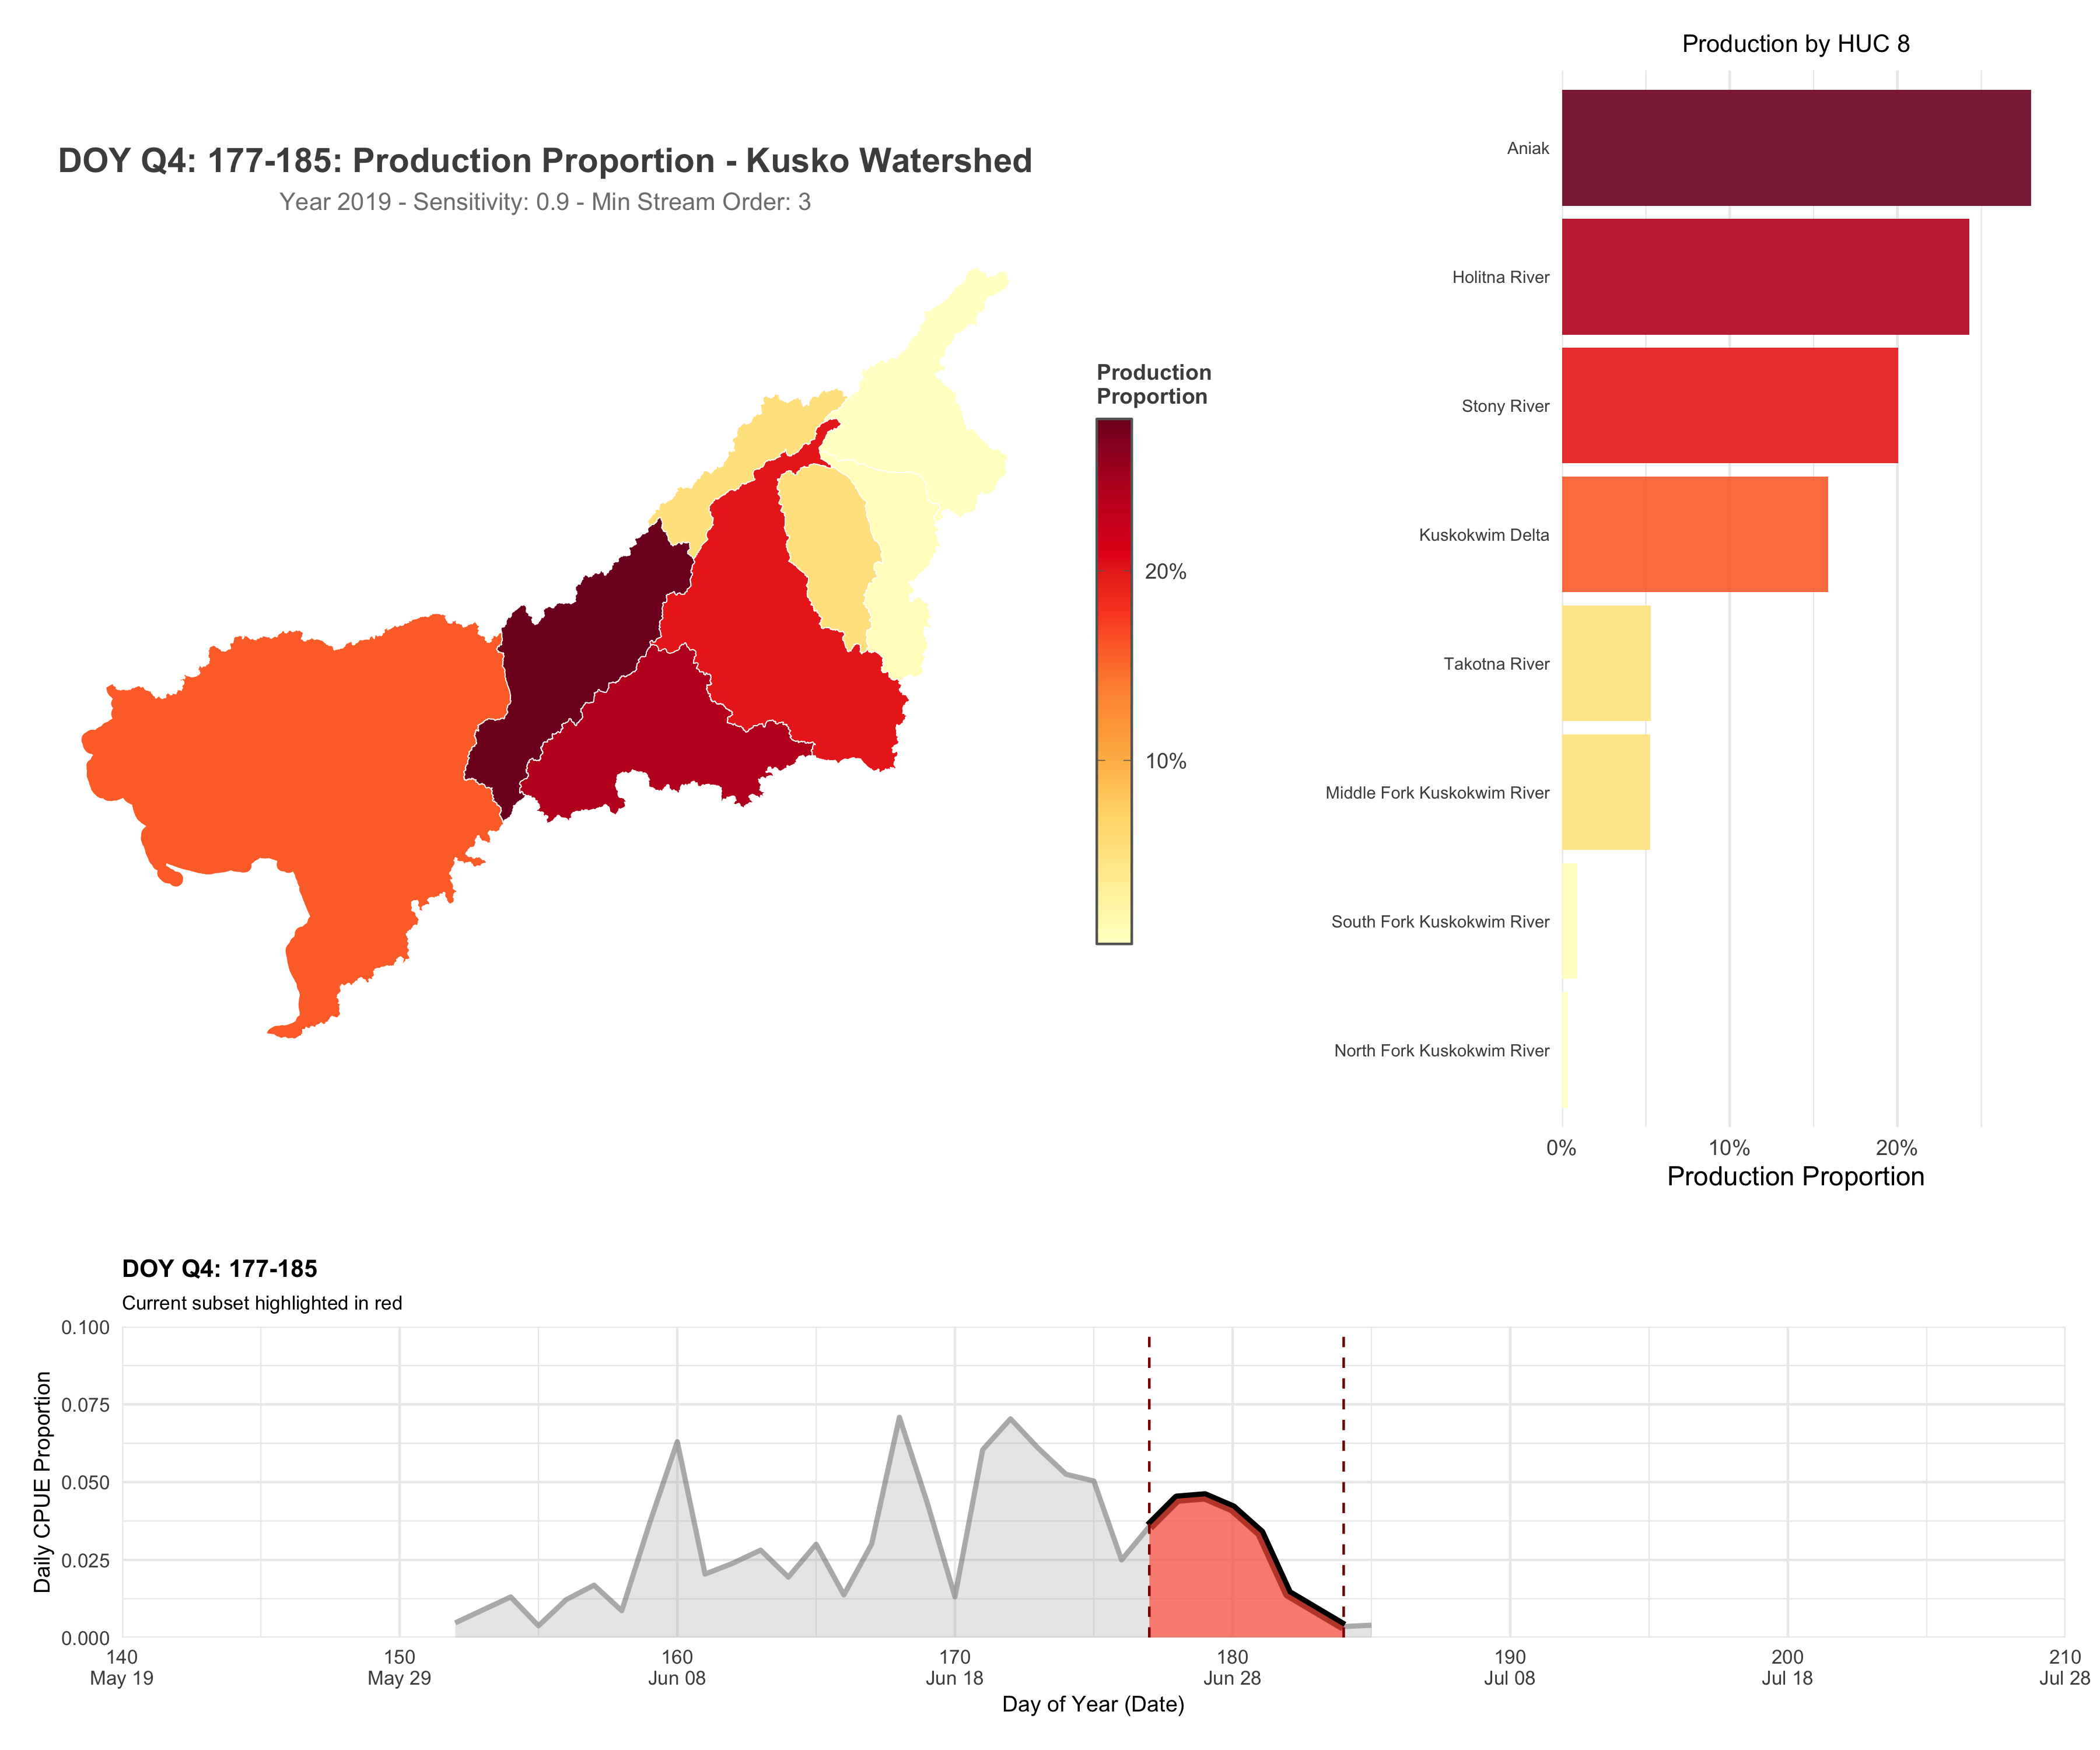 DOY Q4: 177-185: Production Proportion - Kusko Watershed
Year 2019 - Sensitivity: 0.9 - Min Stream Order: 3
Production
Proportion
20%
10%
Production by HUC 8
Aniak
Holitna River
Stony River
Kuskokwim Delta
Takotna River
Middle Fork Kuskokwim River
South Fork Kuskokwim River
North Fork Kuskokwim River
0% 10% 20%
Production Proportion
DOY Q4: 177-185
Current subset highlighted in red
Daily CPUE Proportion
0.100
0.075
0.050
0.025
0.000
140 150 160 170 180 190 200 210
May 19 May 29 Jun 08 Jun 18 Jun 28 Jul 08 Jul 18 Jul 28
Day of Year (Date)